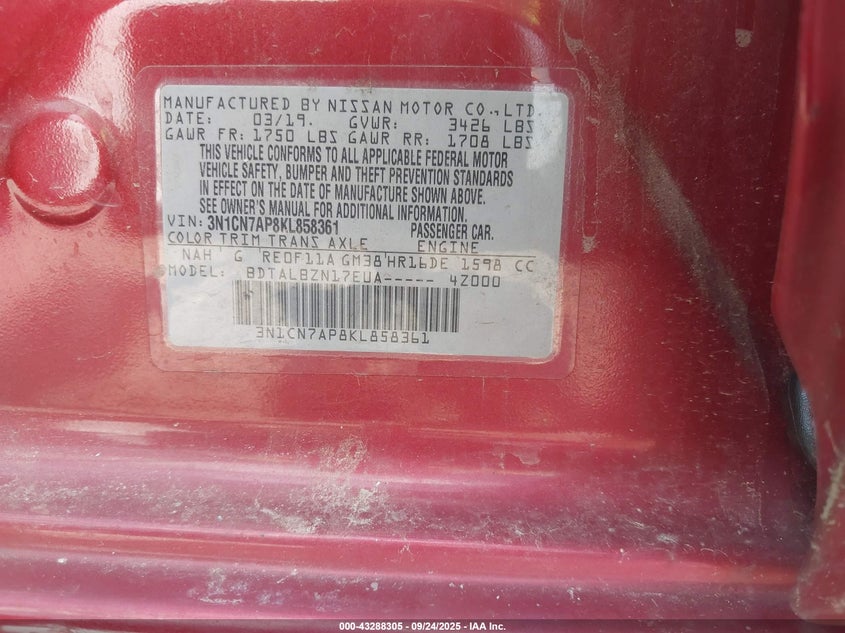 MANUFACTURED BY NISSAN MOTOR CO.,LTD.
DATE: 03/19. GVWR: 3426 LBS
GAWR FR: 1750 LBS GAWR RR: 1708 LBS
THIS VEHICLE CONFORMS TO ALL APPLICABLE FEDERAL MOTOR
VEHICLE SAFETY, BUMPER AND THEFT PREVENTION STANDARDS
IN EFFECT ON THE DATE OF MANUFACTURE SHOWN ABOVE.
SEE OWNER'S MANUAL FOR ADDITIONAL INFORMATION.
VIN: 3N1CN7AP8KL858361 PASSENGER CAR.
COLOR TRIM TRANS AXLE ENGINE
NAH G RE0F11A GM38 HR16DE 1598 CC
MODEL: BDTALBZN17EUA----- 4Z000
3N1CN7AP8KL858361
000-43288305 - 09/24/2025 - IAA Inc.